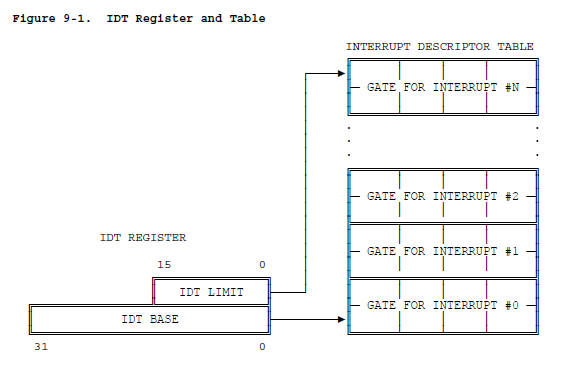 Figure 9-1.  IDT Register and Table
INTERRUPT DESCRIPTOR TABLE
GATE FOR INTERRUPT #N
GATE FOR INTERRUPT #2
IDT REGISTER
GATE FOR INTERRUPT #1
15 0
IDT LIMIT
GATE FOR INTERRUPT #0
IDT BASE
31 0